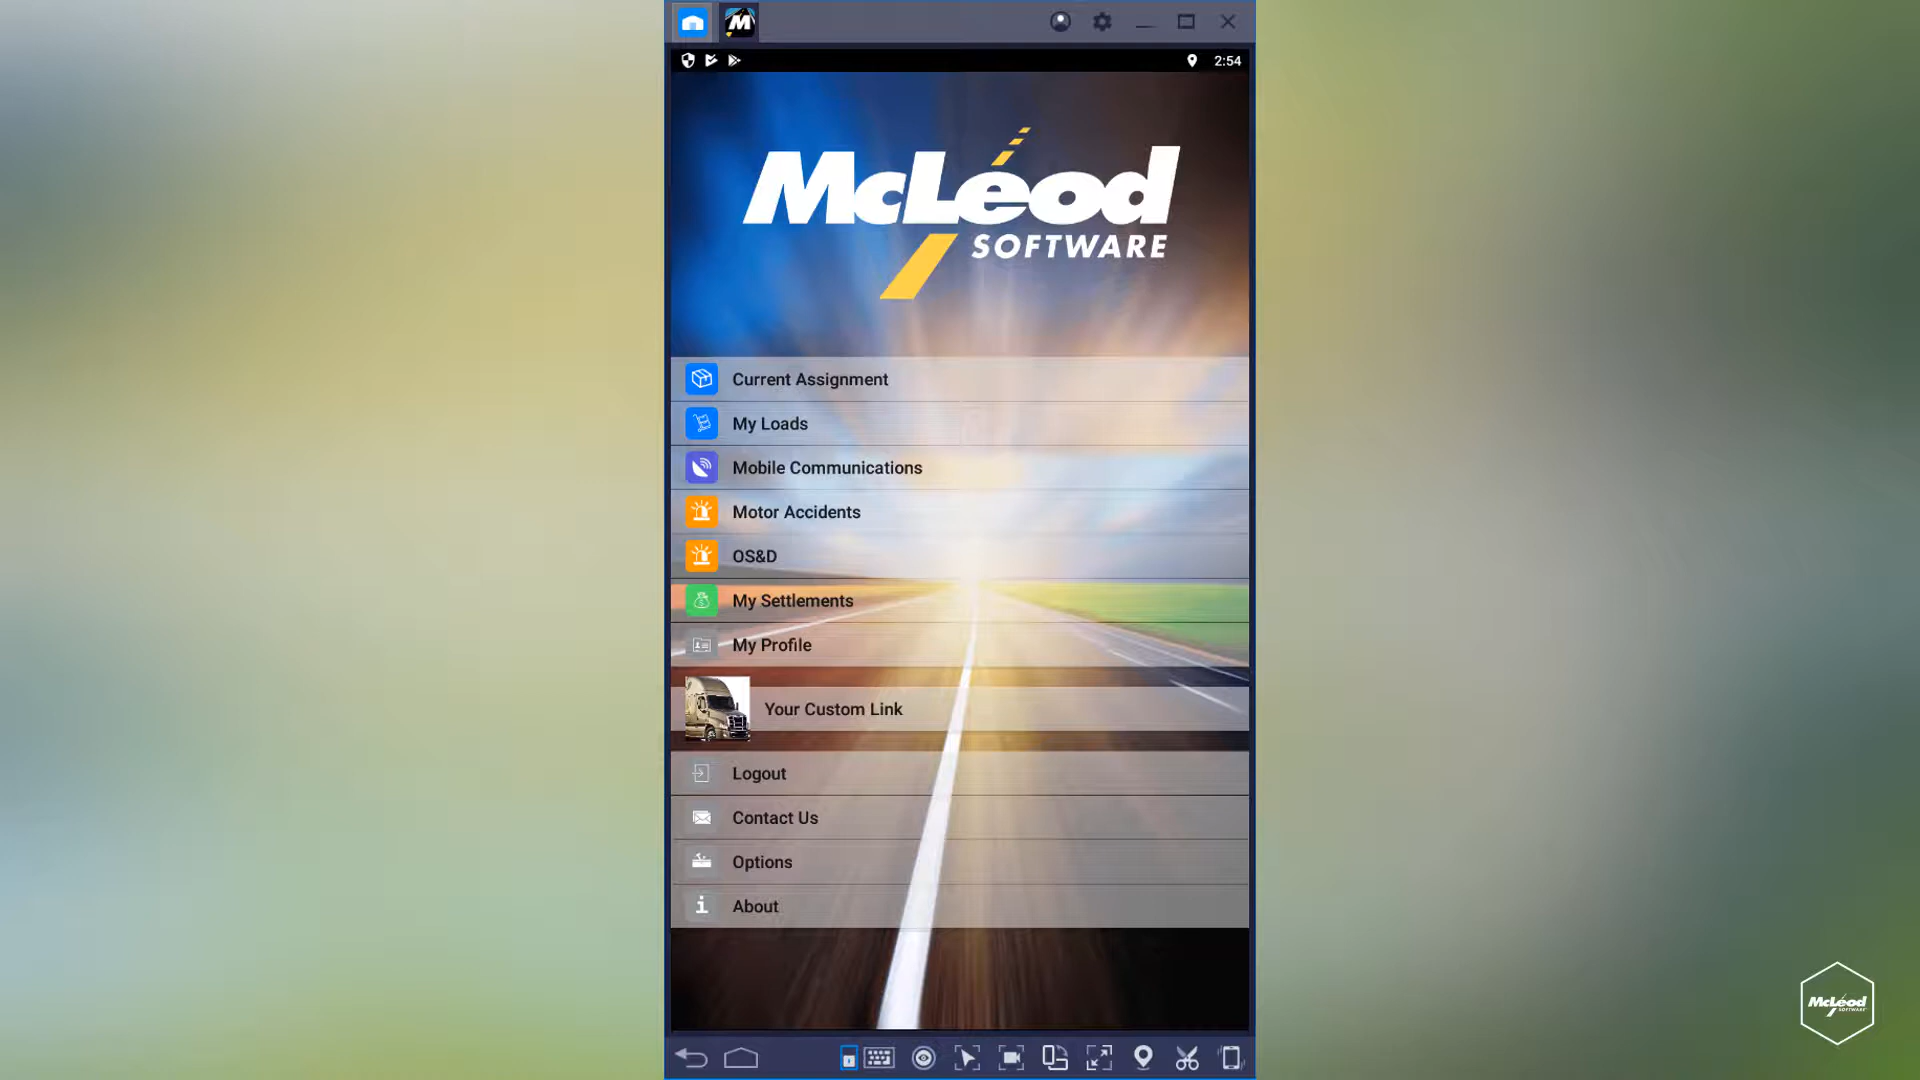 M
2:54
McLeod
SOFTWARE
Current Assignment
My Loads
Mobile Communications
Motor Accidents
OS&D
My Settlements
My Profile
Your Custom Link
Logout
Contact Us
Options
About
McLeod
SOFTWARE